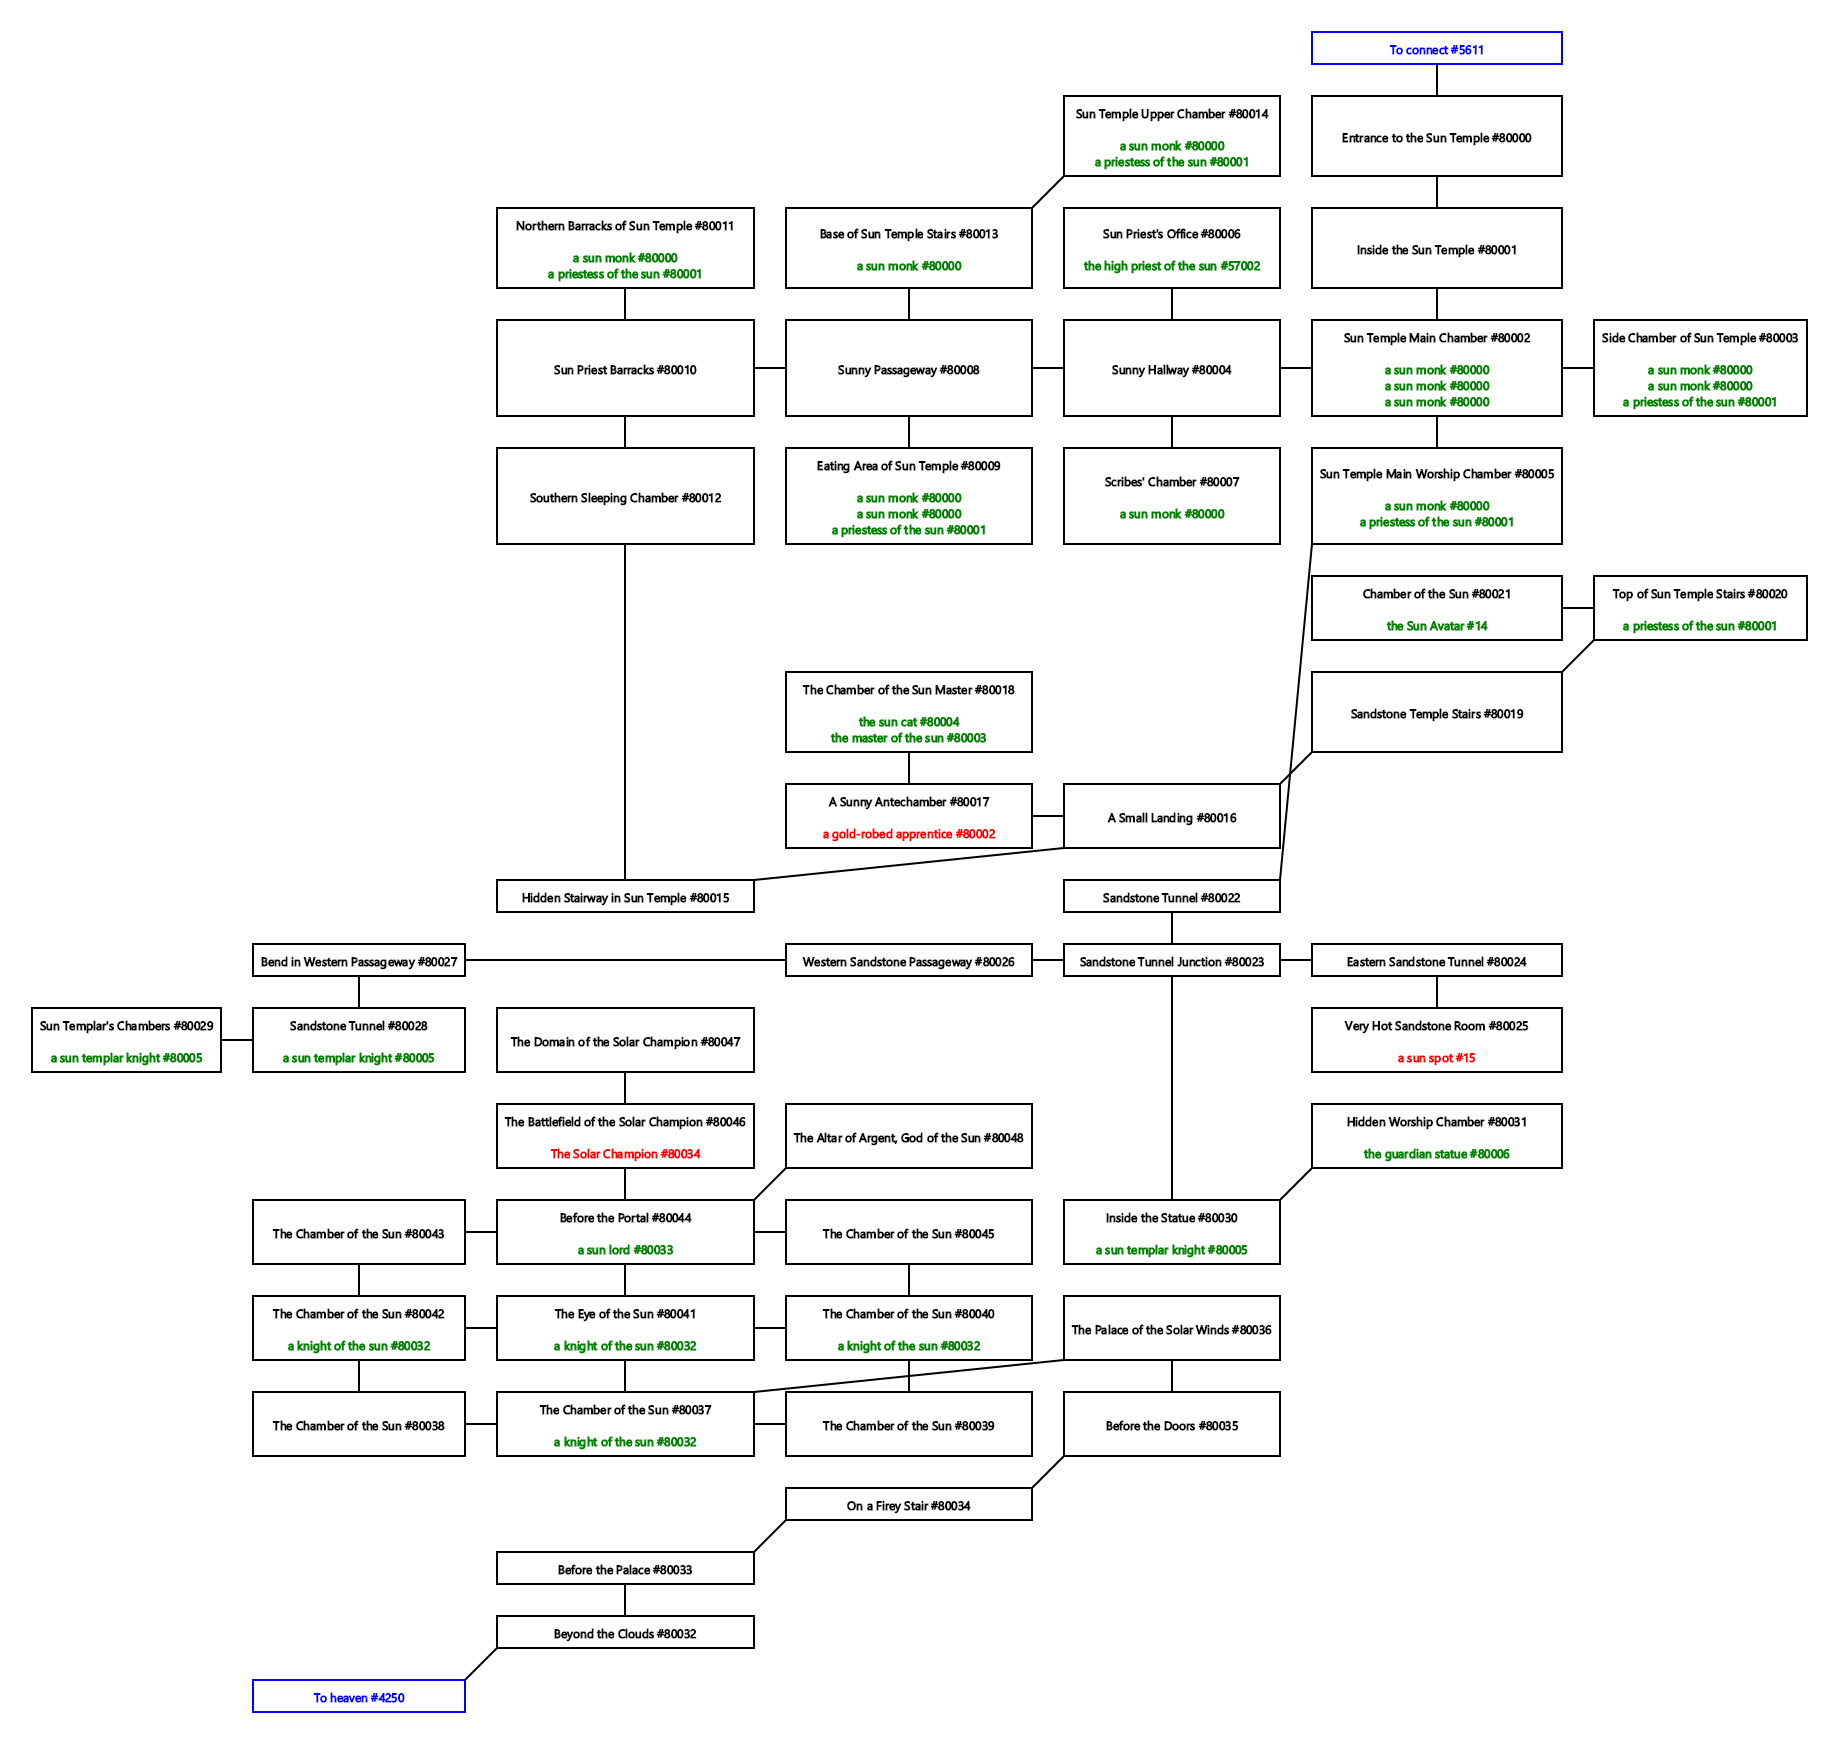 To connect #5611
Sun Temple Upper Chamber #80014
a sun monk #80000
a priestess of the sun #80001
Entrance to the Sun Temple #80000
Northern Barracks of Sun Temple #80011
a sun monk #80000
a priestess of the sun #80001
Base of Sun Temple Stairs #80013
a sun monk #80000
Sun Priest's Office #80006
the high priest of the sun #57002
Inside the Sun Temple #80001
Sun Priest Barracks #80010
Sunny Passageway #80008
Sunny Hallway #80004
Sun Temple Main Chamber #80002
a sun monk #80000
a sun monk #80000
a sun monk #80000
Side Chamber of Sun Temple #80003
a sun monk #80000
a sun monk #80000
a priestess of the sun #80001
Southern Sleeping Chamber #80012
Eating Area of Sun Temple #80009
a sun monk #80000
a sun monk #80000
a priestess of the sun #80001
Scribes' Chamber #80007
a sun monk #80000
Sun Temple Main Worship Chamber #80005
a sun monk #80000
a priestess of the sun #80001
Chamber of the Sun #80021
the Sun Avatar #14
Top of Sun Temple Stairs #80020
a priestess of the sun #80001
The Chamber of the Sun Master #80018
the sun cat #80004
the master of the sun #80003
Sandstone Temple Stairs #80019
A Sunny Antechamber #80017
a gold-robed apprentice #80002
A Small Landing #80016
Hidden Stairway in Sun Temple #80015
Sandstone Tunnel #80022
Bend in Western Passageway #80027
Western Sandstone Passageway #80026
Sandstone Tunnel Junction #80023
Eastern Sandstone Tunnel #80024
Sun Templar's Chambers #80029
a sun templar knight #80005
Sandstone Tunnel #80028
a sun templar knight #80005
The Domain of the Solar Champion #80047
Very Hot Sandstone Room #80025
a sun spot #15
The Battlefield of the Solar Champion #80046
The Solar Champion #80034
The Altar of Argent, God of the Sun #80048
Hidden Worship Chamber #80031
the guardian statue #80006
The Chamber of the Sun #80043
Before the Portal #80044
a sun lord #80033
The Chamber of the Sun #80045
Inside the Statue #80030
a sun templar knight #80005
The Chamber of the Sun #80042
a knight of the sun #80032
The Eye of the Sun #80041
a knight of the sun #80032
The Chamber of the Sun #80040
a knight of the sun #80032
The Palace of the Solar Winds #80036
The Chamber of the Sun #80038
The Chamber of the Sun #80037
a knight of the sun #80032
The Chamber of the Sun #80039
Before the Doors #80035
On a Firey Stair #80034
Before the Palace #80033
Beyond the Clouds #80032
To heaven #4250